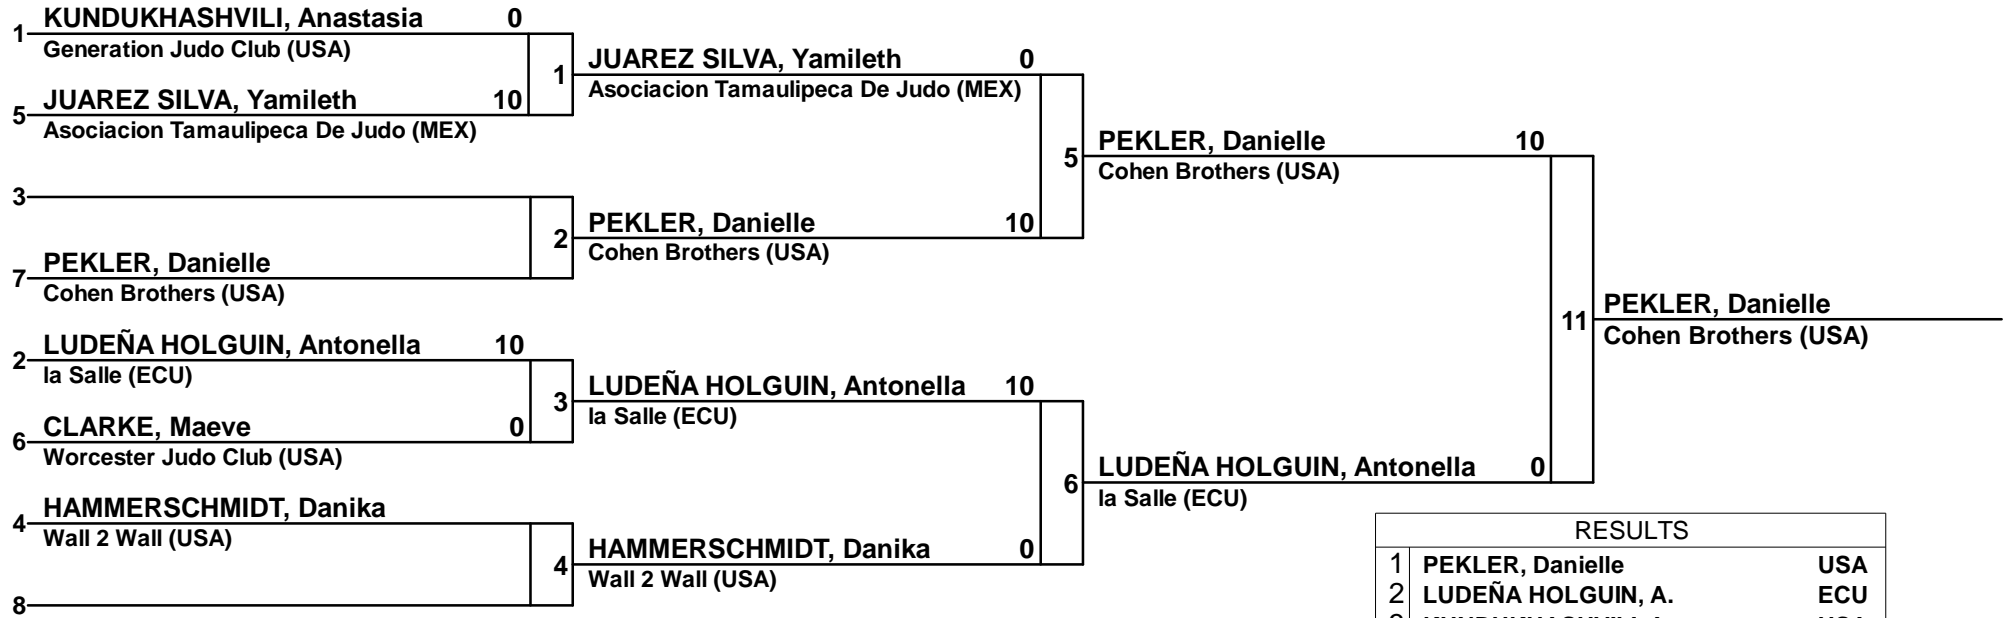 KUNDUKHASHVILI, Anastasia 0
1
Generation Judo Club (USA)
1
JUAREZ SILVA, Yamileth 10
5
Asociacion Tamaulipeca De Judo (MEX)
3
2
PEKLER, Danielle
7
Cohen Brothers (USA)
LUDEÑA HOLGUIN, Antonella 10
2
la Salle (ECU)
3
CLARKE, Maeve 0
6
Worcester Judo Club (USA)
HAMMERSCHMIDT, Danika
4
Wall 2 Wall (USA)
4
8
JUAREZ SILVA, Yamileth 0
Asociacion Tamaulipeca De Judo (MEX)
5
PEKLER, Danielle 10
Cohen Brothers (USA)
LUDEÑA HOLGUIN, Antonella 10
la Salle (ECU)
6
HAMMERSCHMIDT, Danika 0
Wall 2 Wall (USA)
PEKLER, Danielle 10
Cohen Brothers (USA)
11
LUDEÑA HOLGUIN, Antonella 0
la Salle (ECU)
PEKLER, Danielle
Cohen Brothers (USA)
RESULTS
1 PEKLER, Danielle USA
2 LUDEÑA HOLGUIN, A. ECU